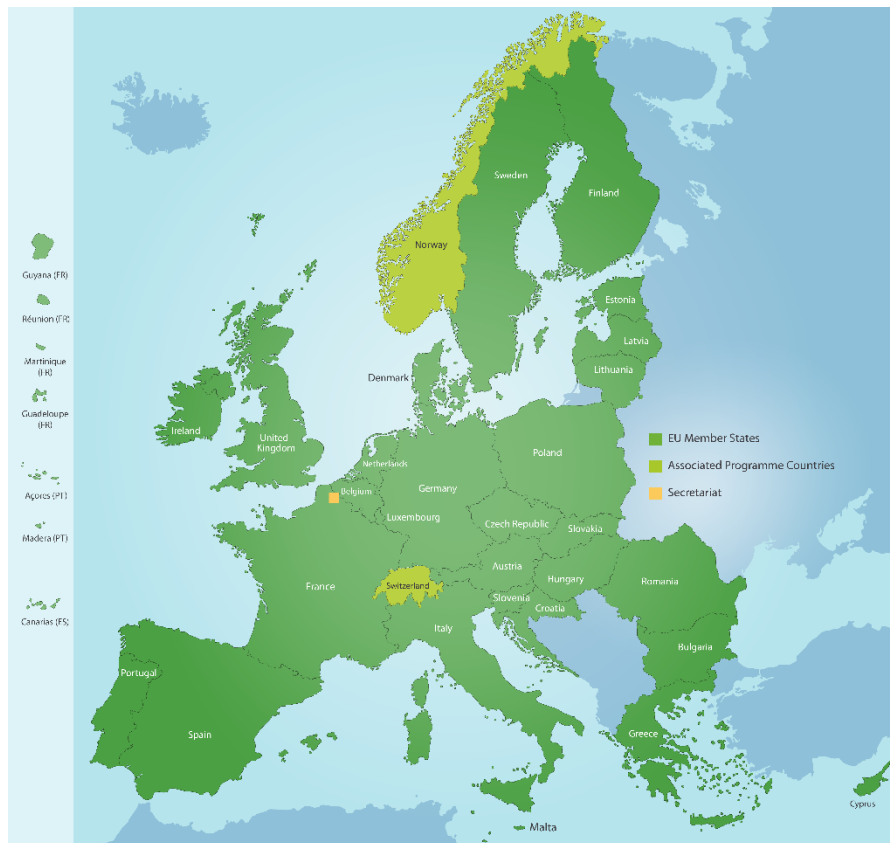 Guyana (FR)
Réunion (FR)
Martinique
(FR)
Guadeloupe
(FR)
Açores (PT)
Madera (PT)
Canarias (ES)
Sweden
Finland
Norway
Estonia
Latvia
Lithuania
Denmark
Ireland
United
Kingdom
Netherlands
Belgium
Luxembourg
Germany
Poland
Czech Republic
Slovakia
Austria
Hungary
Romania
France
Switzerland
Slovenia
Croatia
Italy
Bulgaria
Portugal
Spain
Greece
Malta
Cyprus
EU Member States
Associated Programme Countries
Secretariat